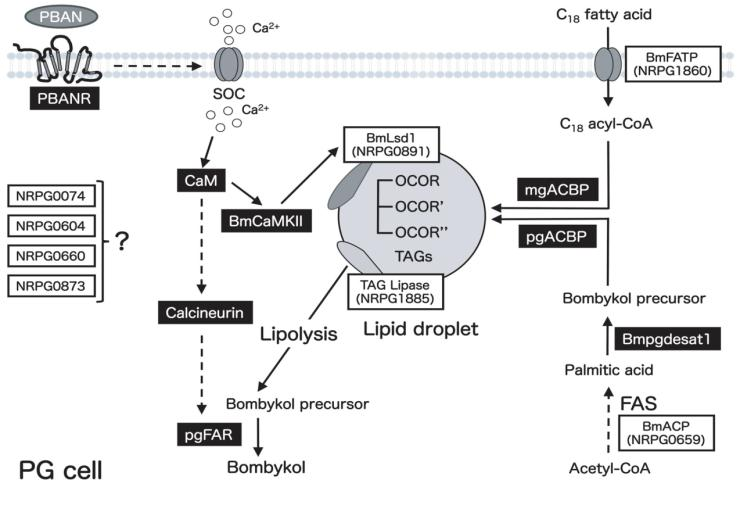 PBAN
PBANR
Ca²⁺
SOC
Ca²⁺
C₁₈ fatty acid
BmFATP
(NRPG1860)
C₁₈ acyl-CoA
BmLsd1
(NRPG0891)
CaM
BmCaMKII
OCOR
OCOR'
OCOR''
TAGs
mgACBP
pgACBP
NRPG0074
NRPG0604
NRPG0660
NRPG0873
?
TAG Lipase
(NRPG1885)
Calcineurin
Lipolysis
Lipid droplet
Bombykol precursor
Bmpgdesat1
Palmitic acid
FAS
BmACP
(NRPG0659)
Acetyl-CoA
Bombykol precursor
pgFAR
Bombykol
PG cell